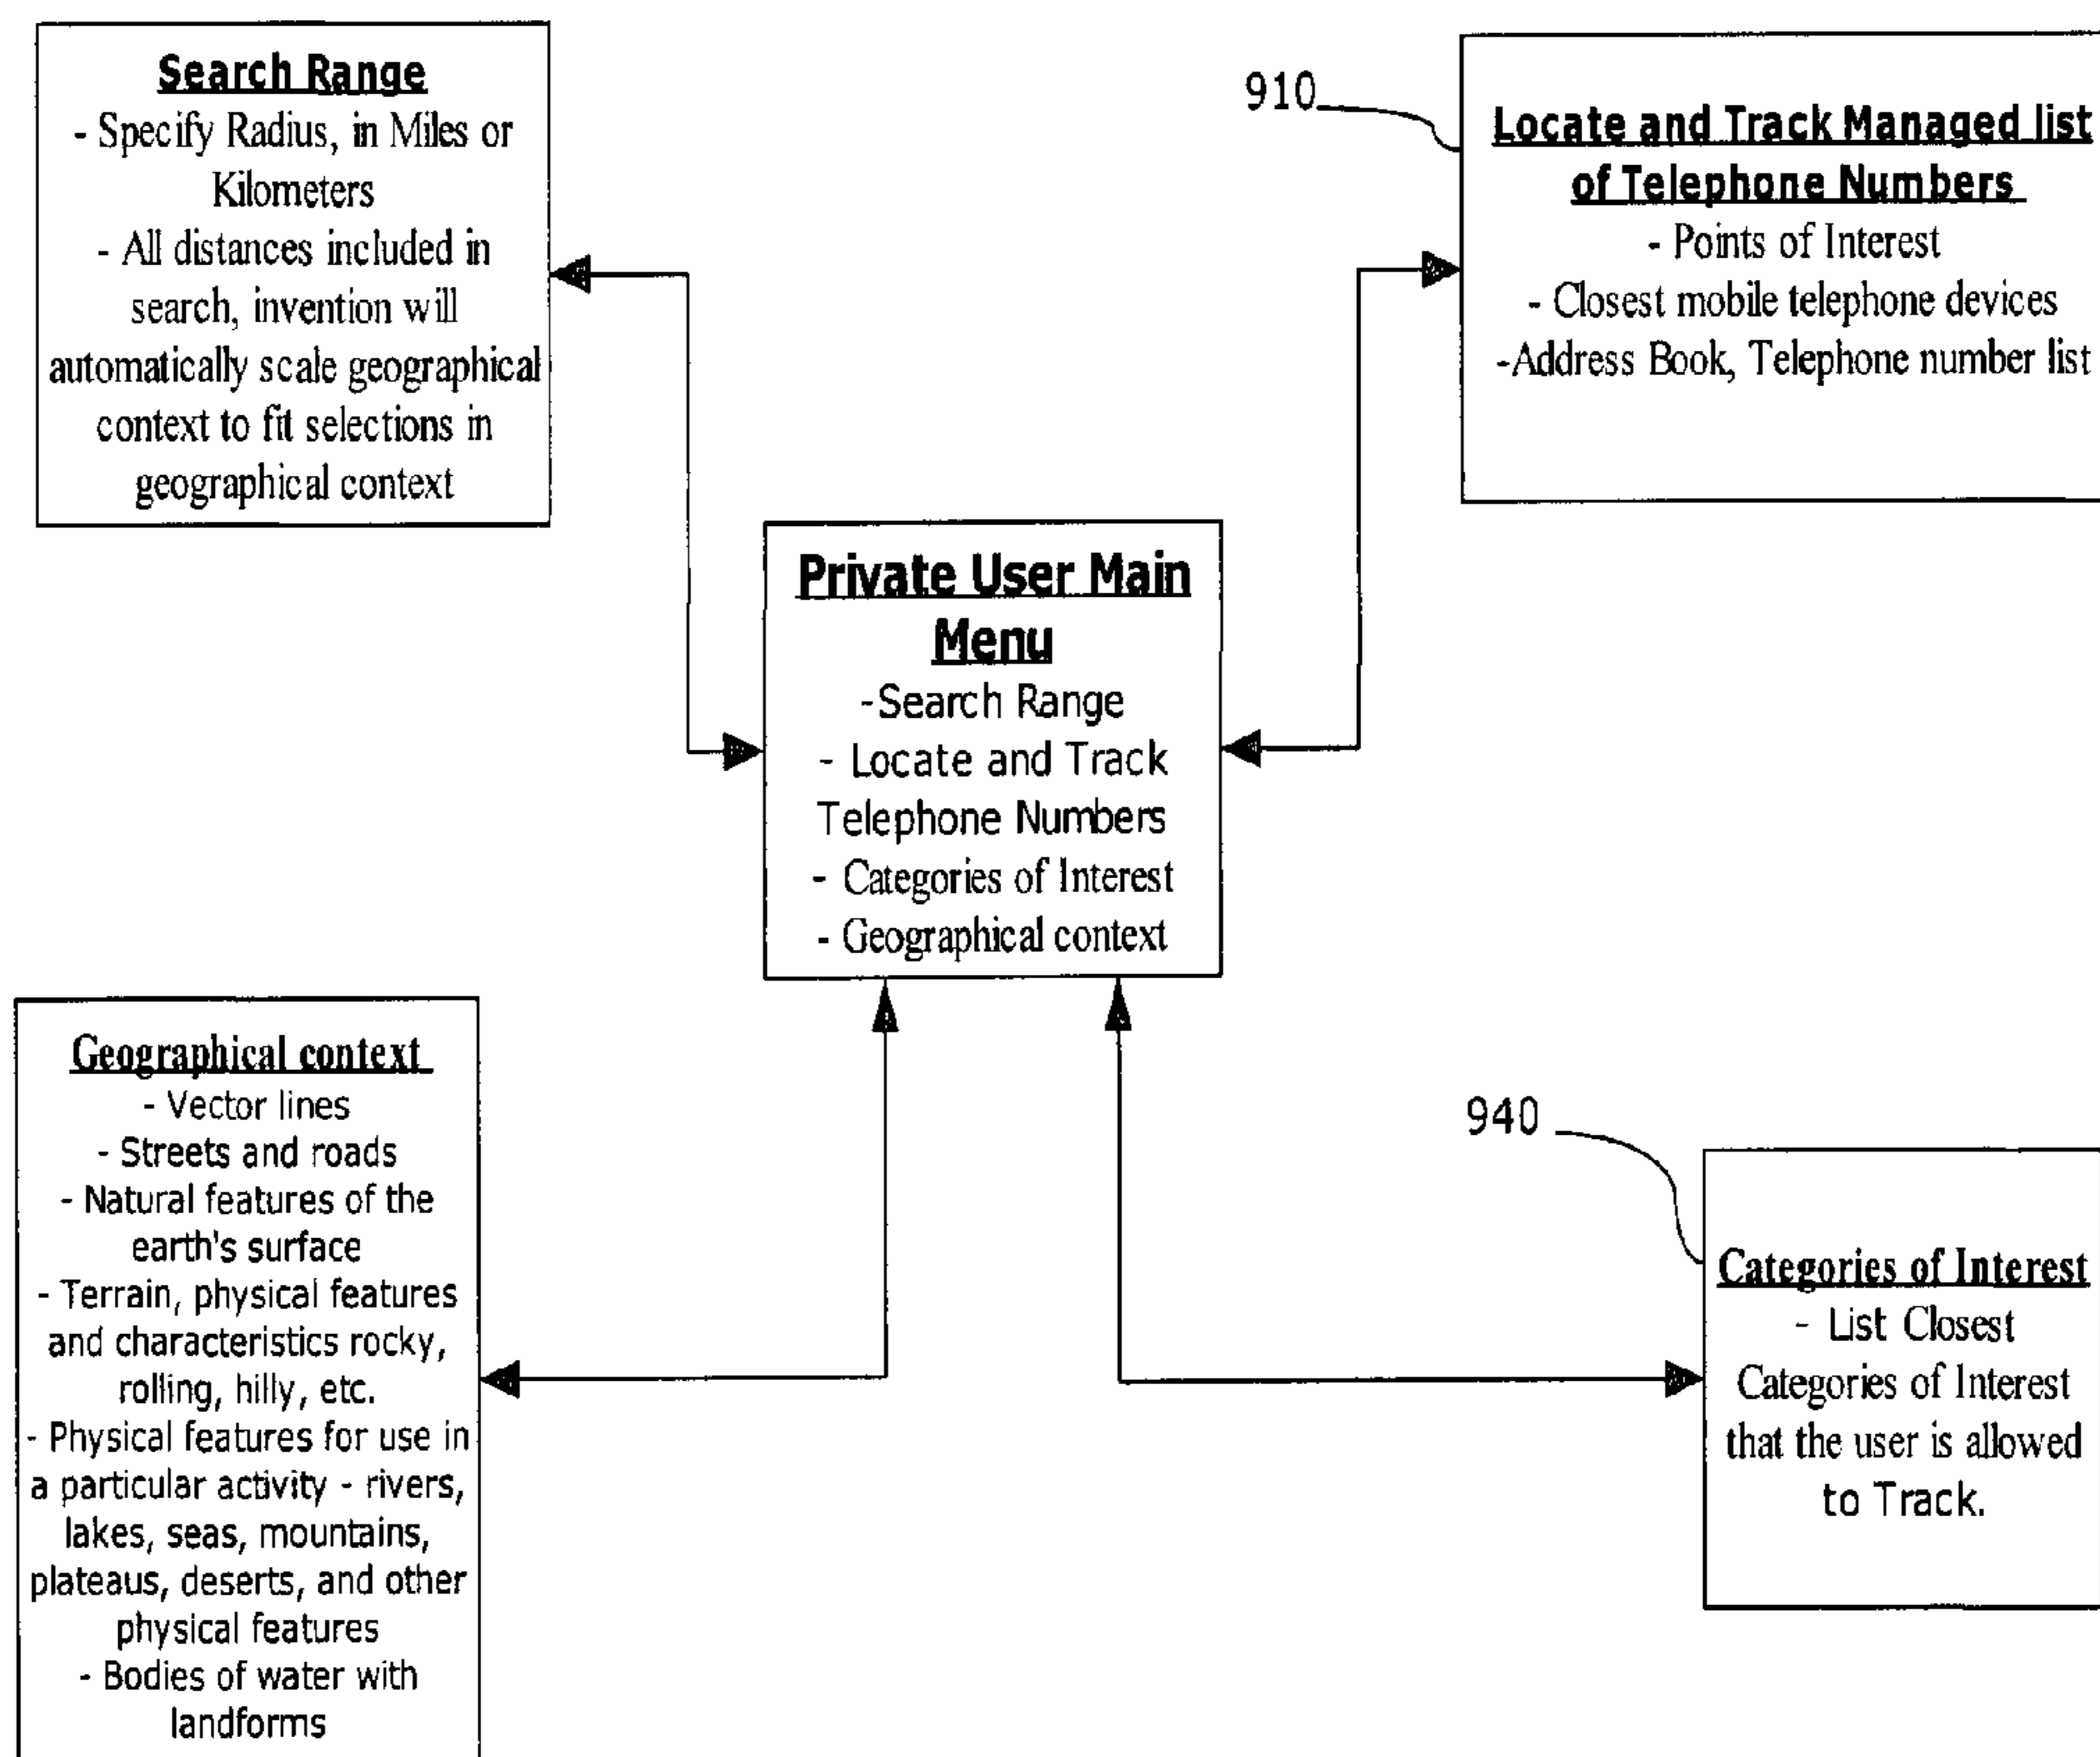 Search Range
- Specify Radius, in Miles or
Kilometers
- All distances included in
search, invention will
automatically scale geographical
context to fit selections in
geographical context
910
Locate and Track Managed list
of Telephone Numbers
- Points of Interest
- Closest mobile telephone devices
-Address Book, Telephone number list
Private User Main
Menu
-Search Range
- Locate and Track
Telephone Numbers
- Categories of Interest
- Geographical context
Geographical context
- Vector lines
- Streets and roads
- Natural features of the
earth's surface
- Terrain, physical features
and characteristics rocky,
rolling, hilly, etc.
- Physical features for use in
a particular activity - rivers,
lakes, seas, mountains,
plateaus, deserts, and other
physical features
- Bodies of water with
landforms
940
Categories of Interest
- List Closest
Categories of Interest
that the user is allowed
to Track.